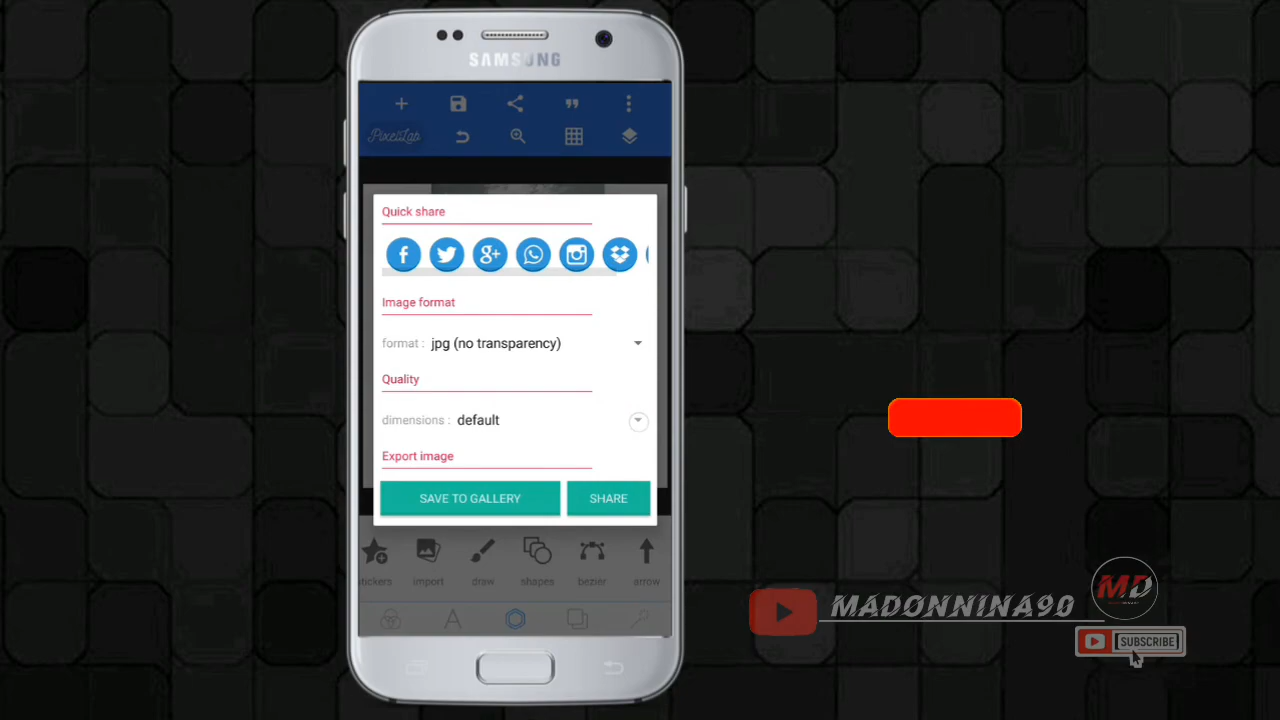 SAMSUNG
PixelLab
Quick share
Image format
format : jpg (no transparency)
Quality
dimensions : default
Export image
SAVE TO GALLERY SHARE
stickers import draw shapes bezier arrow
MADONNINA90
MD
SUBSCRIBE